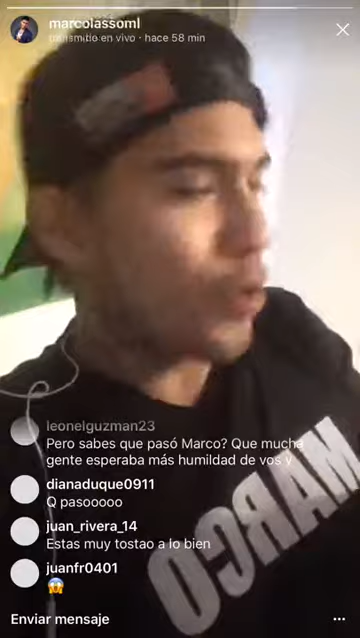 marcolassoml
transmitido en vivo · hace 58 min
leonelguzman23
Pero sabes que pasó Marco? Que mucha
gente esperaba más humildad de vos y
dianaduque0911
Q pasooooo
juan_rivera_14
Estas muy tostao a lo bien
juanfr0401
😱
MARCO
Enviar mensaje